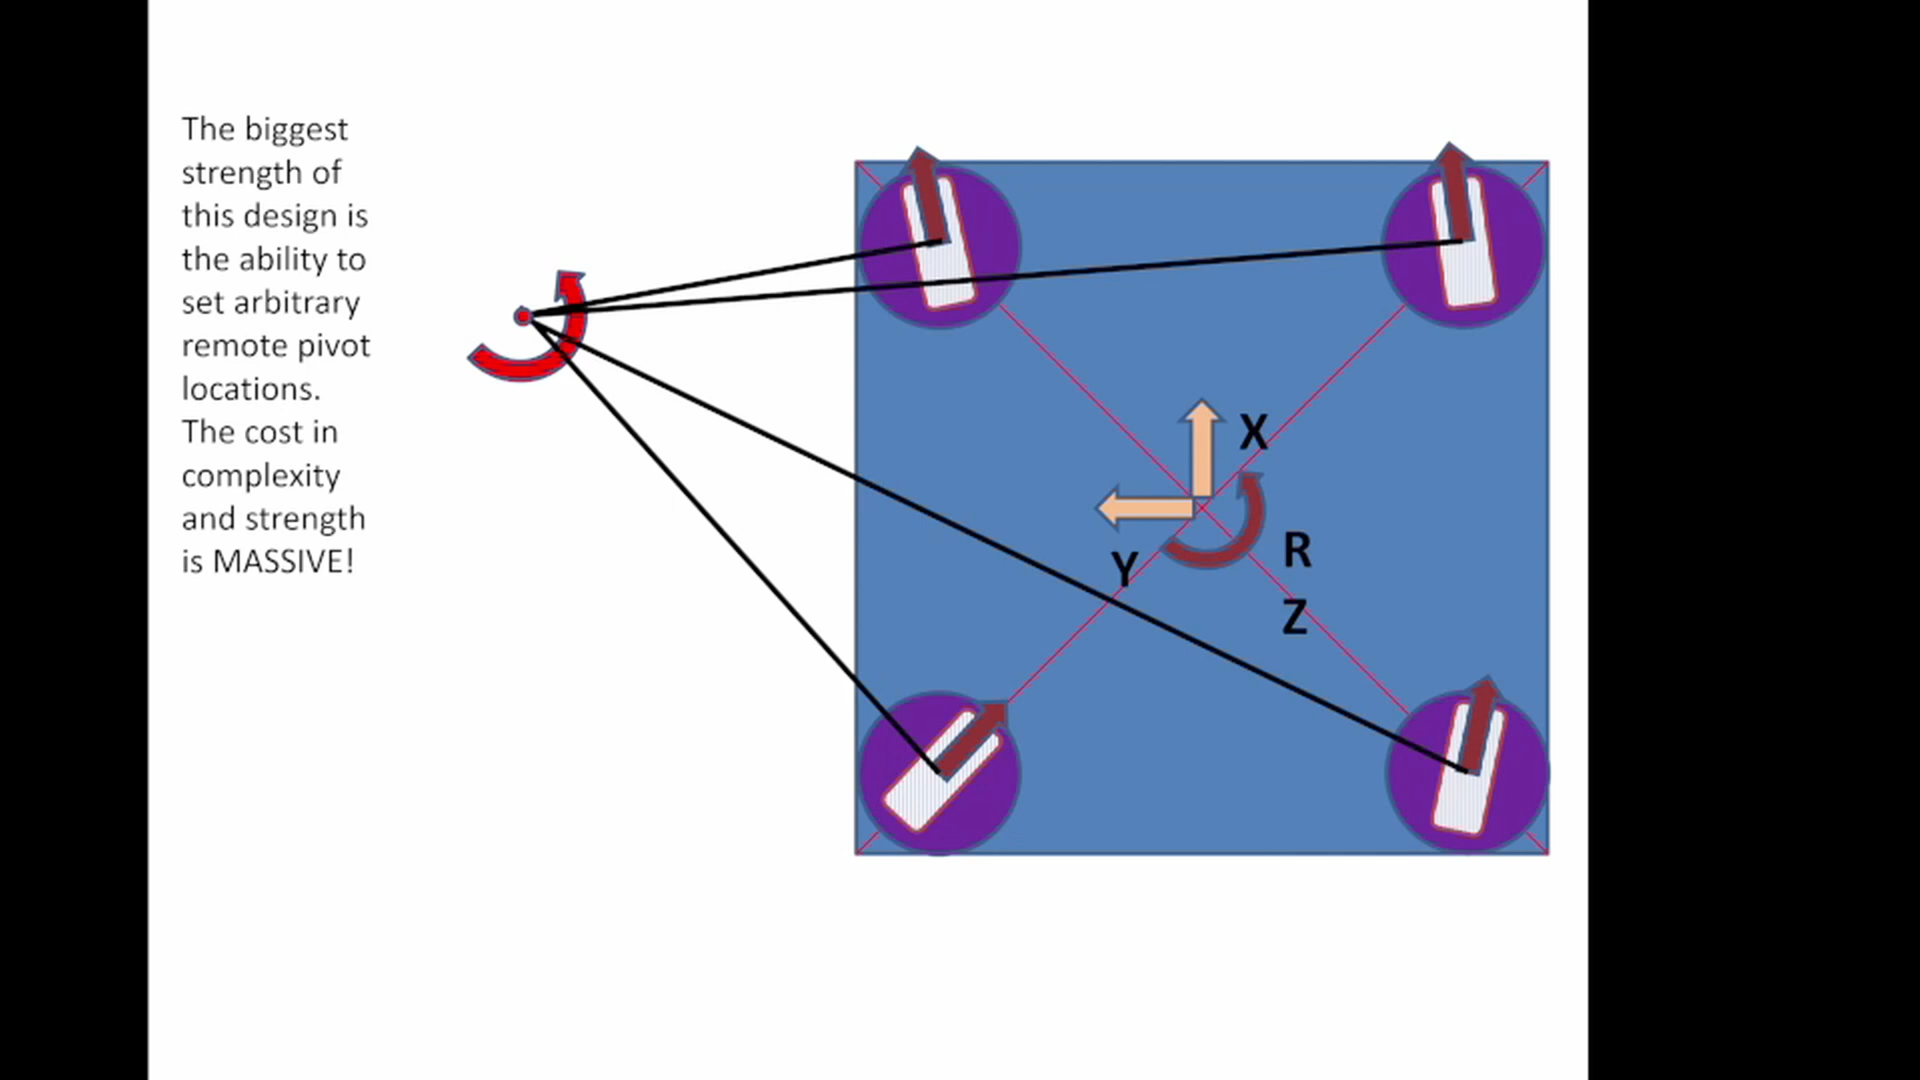 The biggest
strength of
this design is
the ability to
set arbitrary
remote pivot
locations.
The cost in
complexity
and strength
is MASSIVE!
X
Y
R
Z